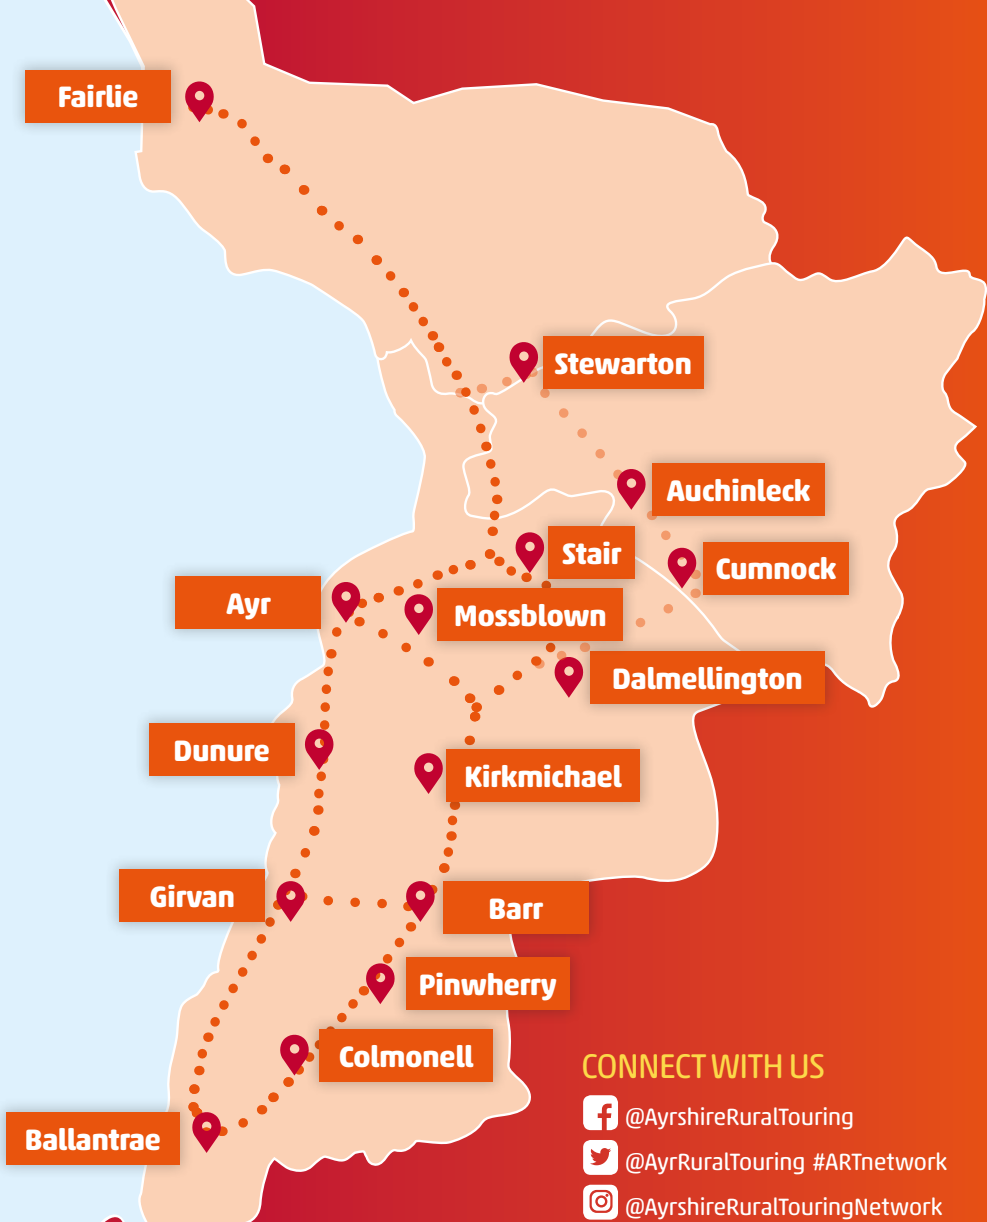 Fairlie
Stewarton
Auchinleck
Stair
Cumnock
Ayr
Mossblown
Dalmellington
Dunure
Kirkmichael
Girvan
Barr
Pinwherry
Colmonell
Ballantrae
CONNECT WITH US
@AyrshireRuralTouring
@AyrRuralTouring #ARTnetwork
@AyrshireRuralTouringNetwork